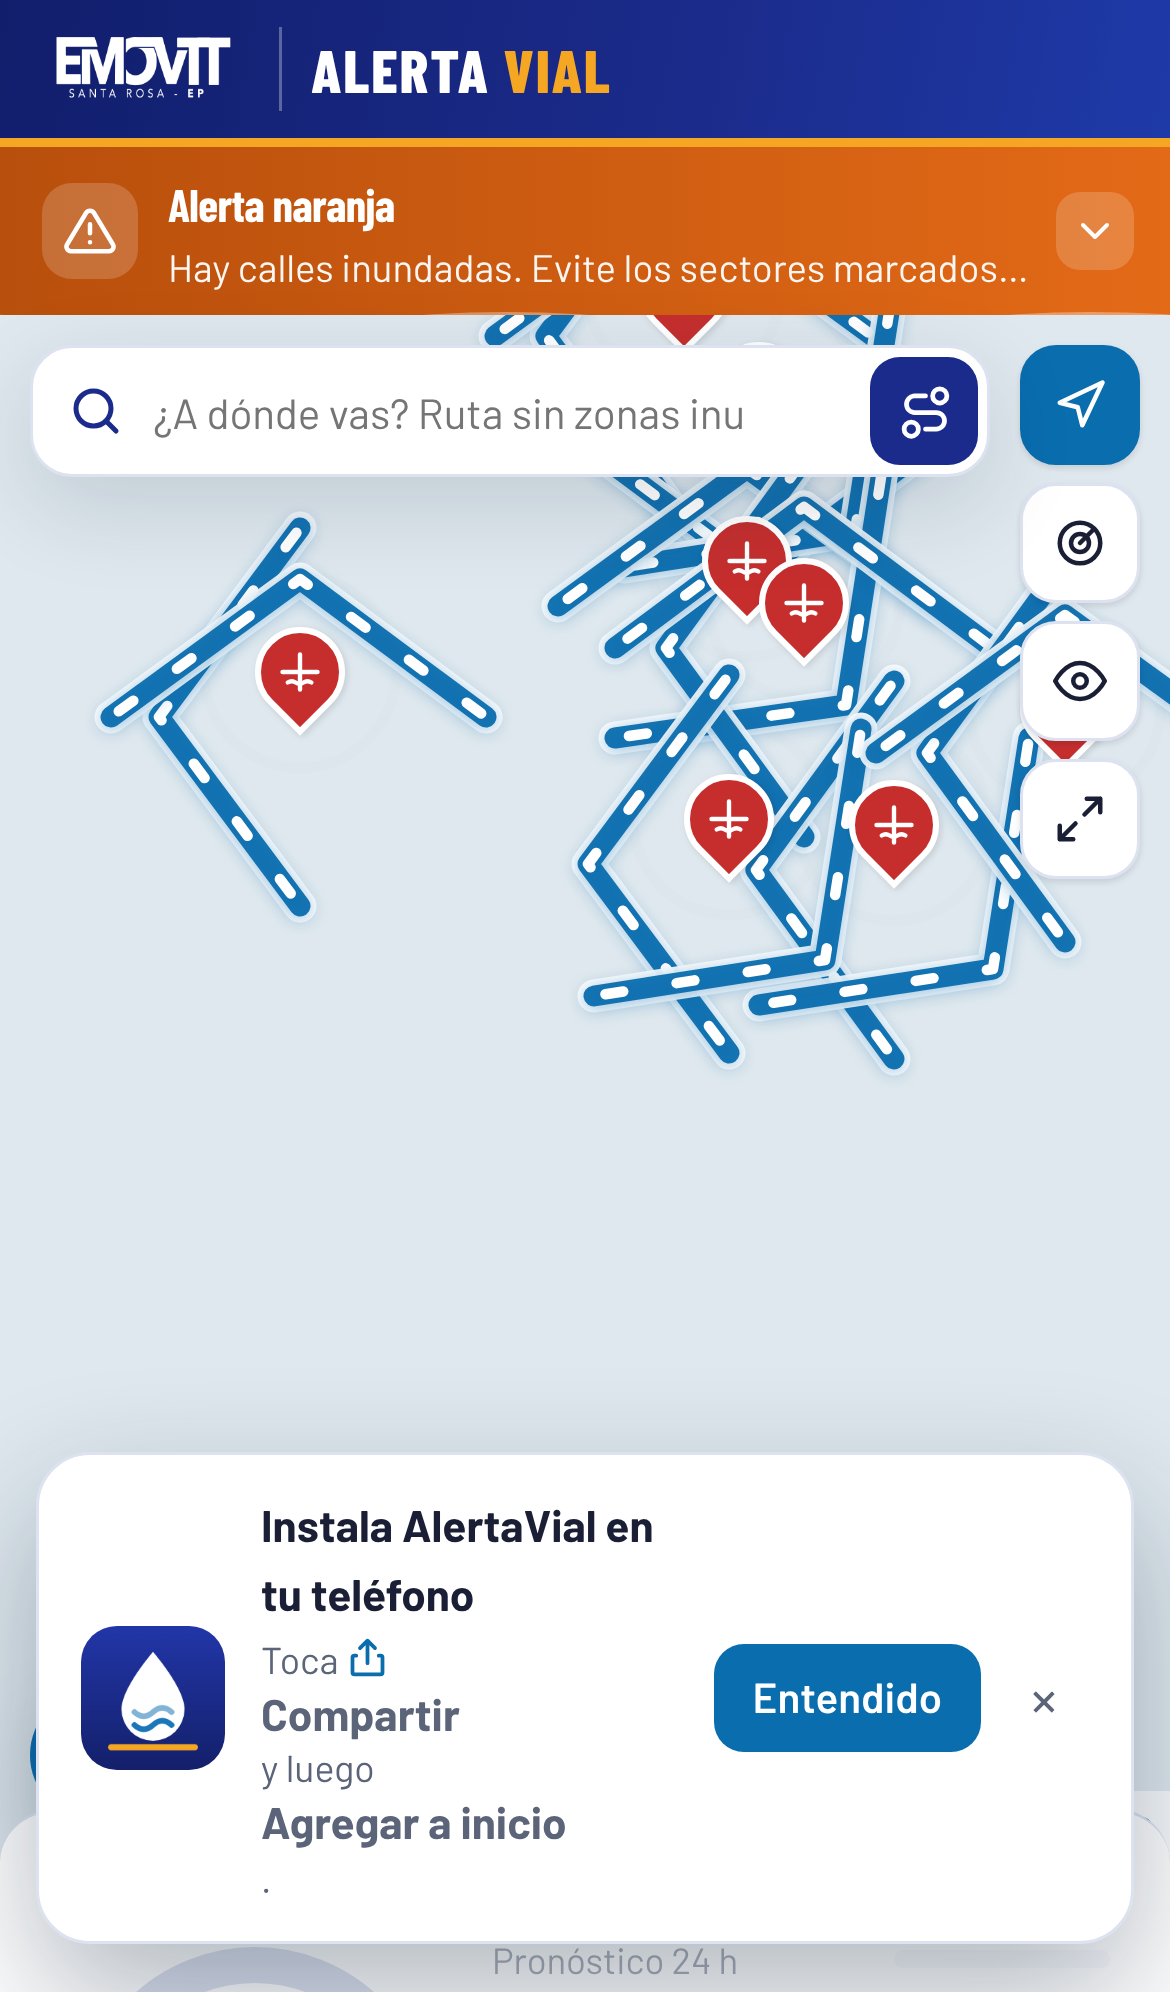 EMOVTT
SANTA ROSA - EP
ALERTA VIAL
Alerta naranja
Hay calles inundadas. Evite los sectores marcados...
¿A dónde vas? Ruta sin zonas inu
Instala AlertaVial en
tu teléfono
Toca
Compartir
y luego
Agregar a inicio
.
Entendido
×
Pronóstico 24 h